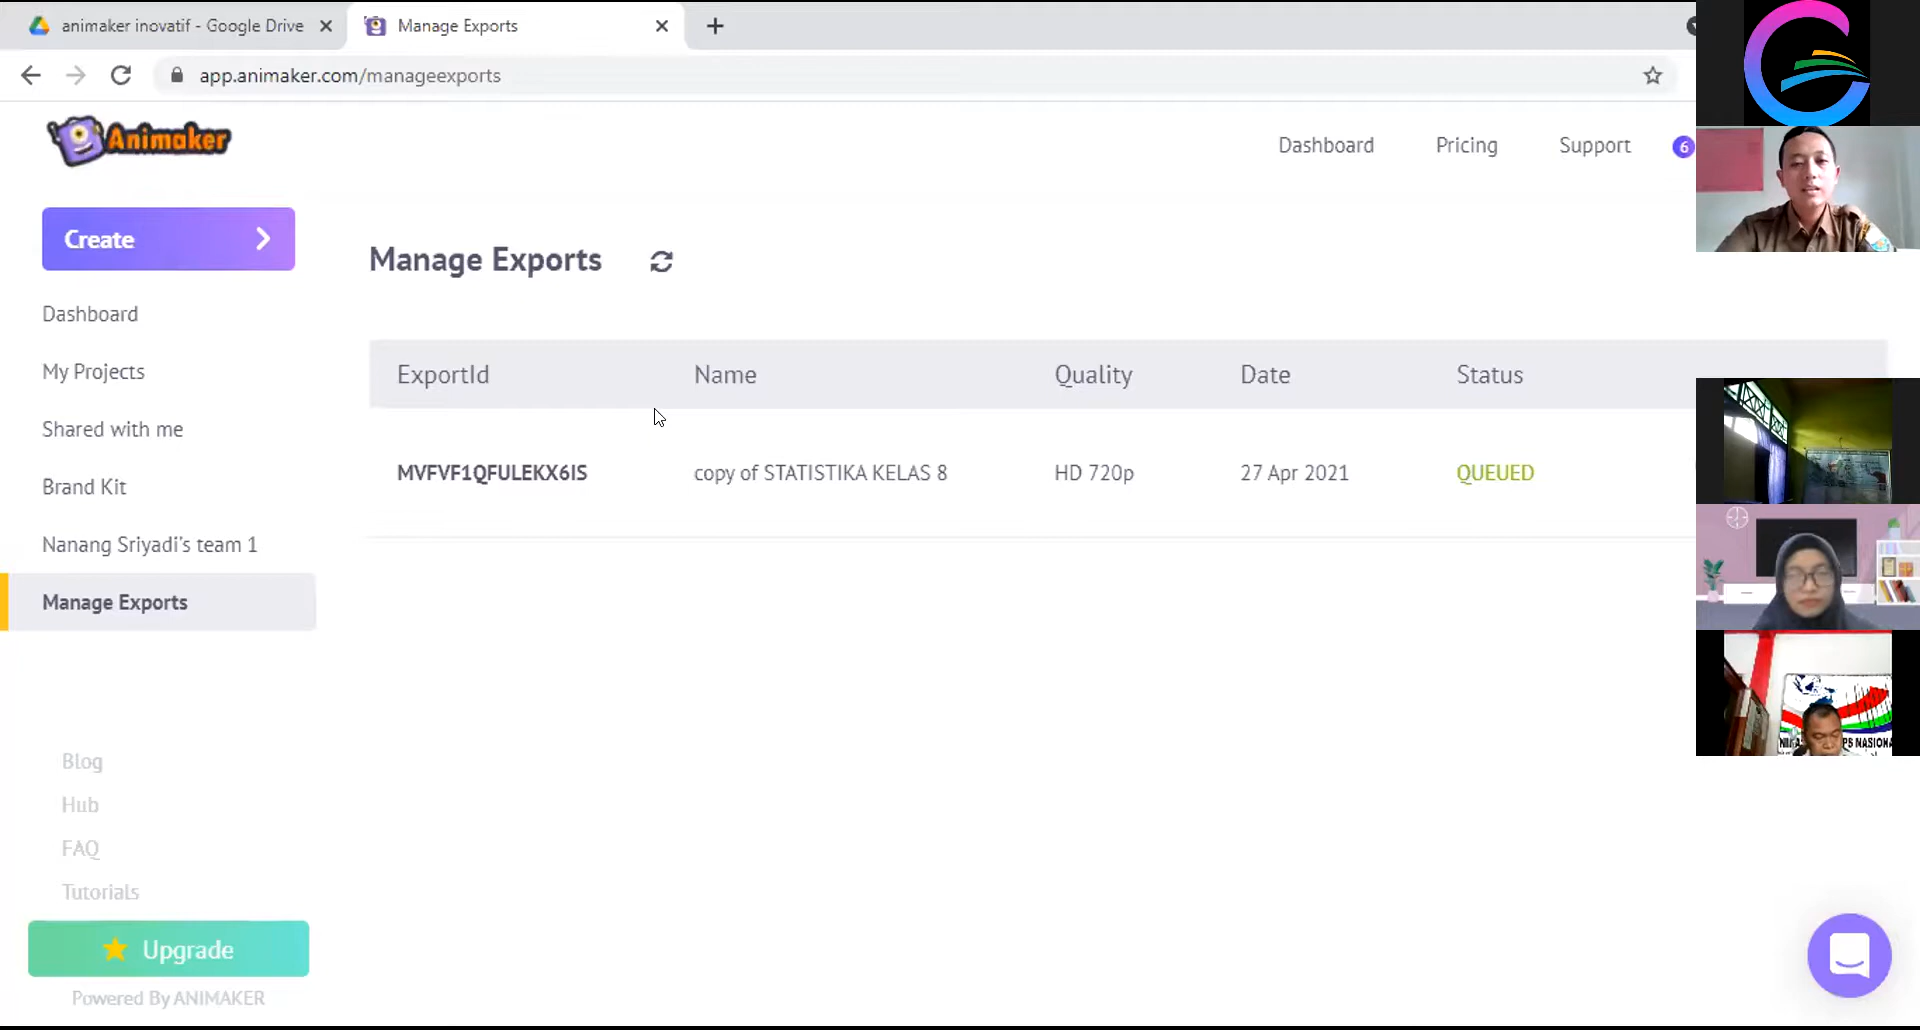 animaker inovatif - Google Drive
Manage Exports
app.animaker.com/manageexports
Animaker
Dashboard
Pricing
Support
6
Create
Manage Exports
Dashboard
My Projects
Shared with me
Brand Kit
Nanang Sriyadi's team 1
Manage Exports
ExportId
Name
Quality
Date
Status
MVFVF1QFULEKX6IS
copy of STATISTIKA KELAS 8
HD 720p
27 Apr 2021
QUEUED
Blog
Hub
FAQ
Tutorials
Upgrade
Powered By ANIMAKER